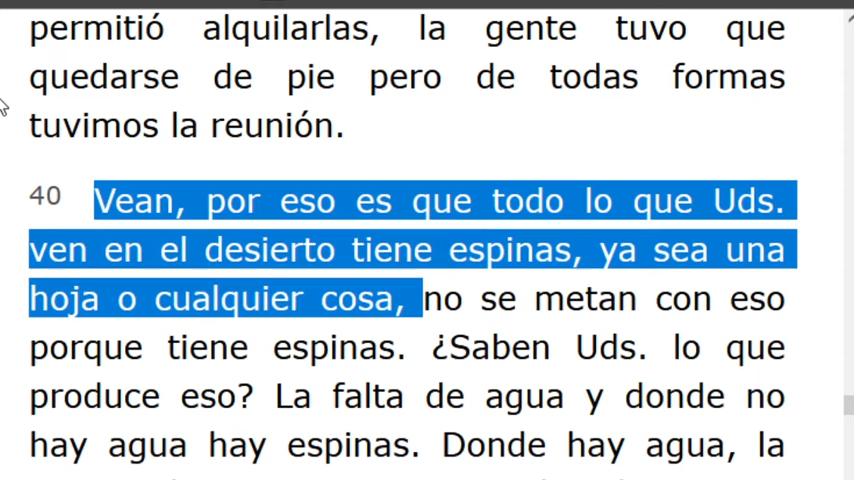 permitió alquilarlas, la gente tuvo que
quedarse de pie pero de todas formas
tuvimos la reunión.
40 Vean, por eso es que todo lo que Uds.
ven en el desierto tiene espinas, ya sea una
hoja o cualquier cosa, no se metan con eso
porque tiene espinas. ¿Saben Uds. lo que
produce eso? La falta de agua y donde no
hay agua hay espinas. Donde hay agua, la